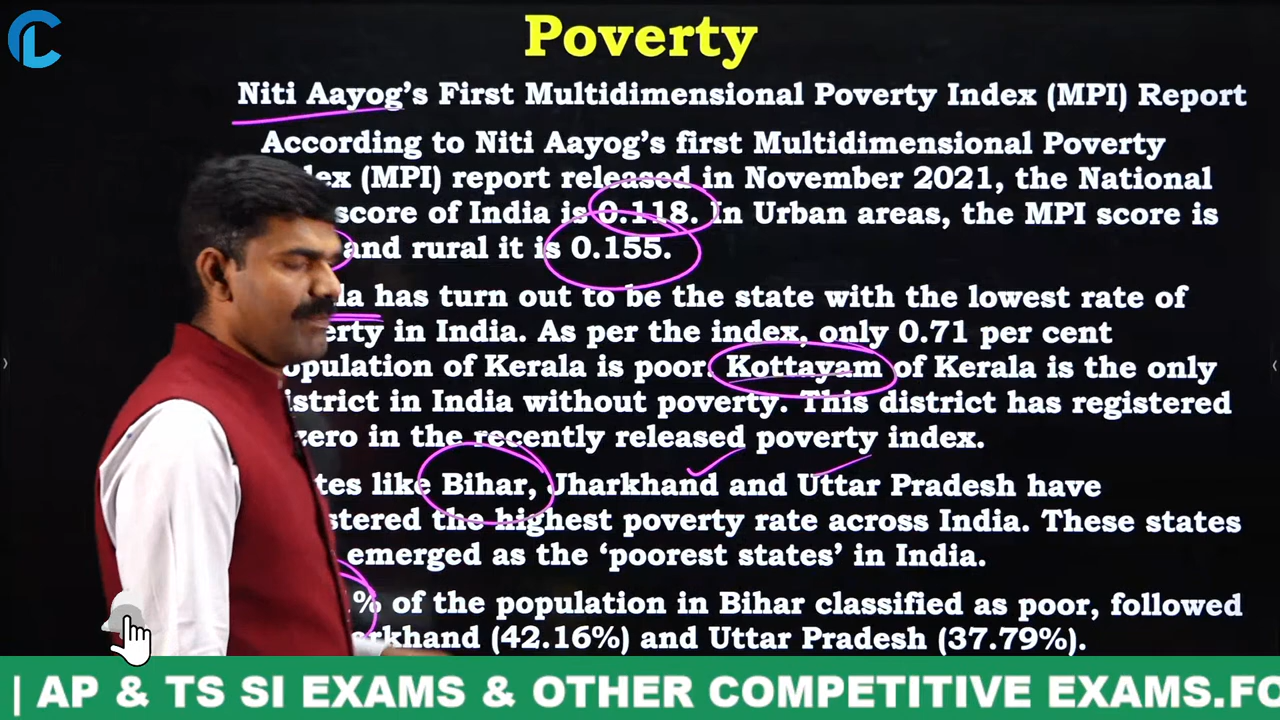 Poverty
Niti Aayog's First Multidimensional Poverty Index (MPI) Report
According to Niti Aayog's first Multidimensional Poverty
(MPI) report released in November 2021, the National
score of India is 0.118. In Urban areas, the MPI score is
and rural it is 0.155.
has turn out to be the state with the lowest rate of
in India. As per the index, only 0.71 per cent
of Kerala is poor. Kottayam of Kerala is the only
in India without poverty. This district has registered
zero in the recently released poverty index.
like Bihar, Jharkhand and Uttar Pradesh have
the highest poverty rate across India. These states
emerged as the 'poorest states' in India.
% of the population in Bihar classified as poor, followed
(42.16%) and Uttar Pradesh (37.79%).
| AP & TS SI EXAMS & OTHER COMPETITIVE EXAMS.FO